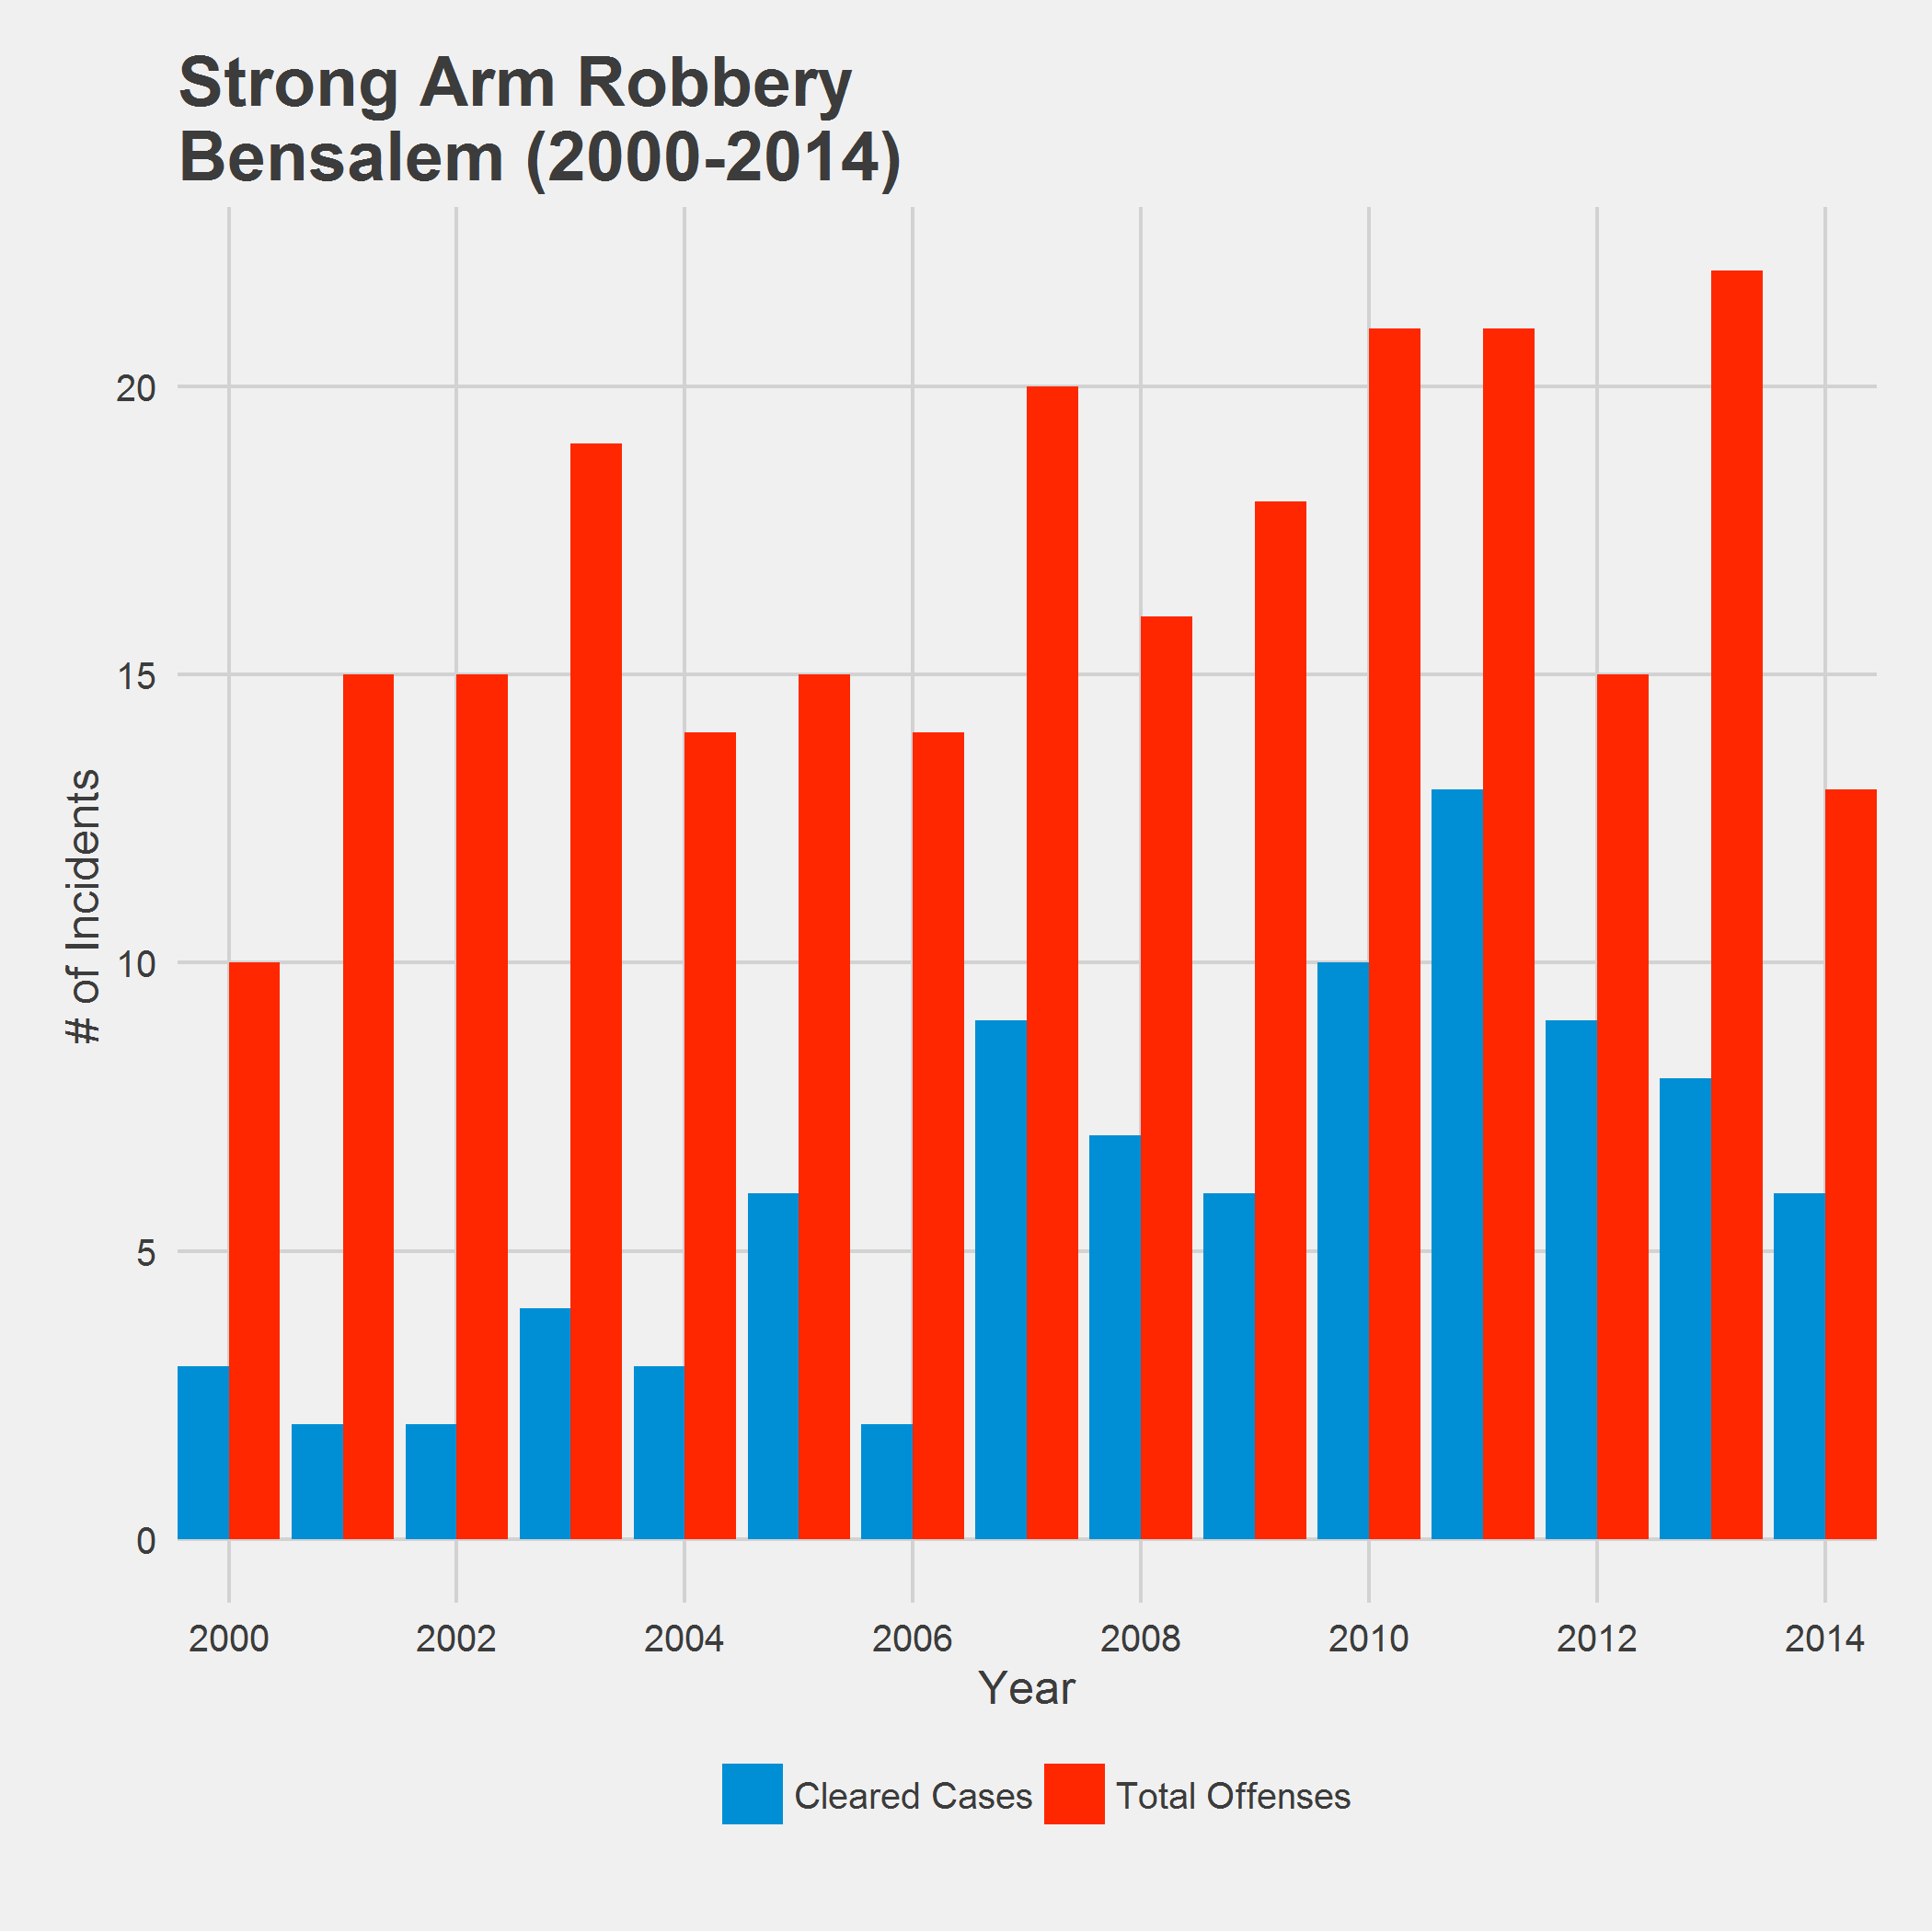 Strong Arm Robbery
Bensalem (2000-2014)
# of Incidents
20
15
10
5
0
2000 2002 2004 2006 2008 2010 2012 2014
Year
Cleared Cases Total Offenses